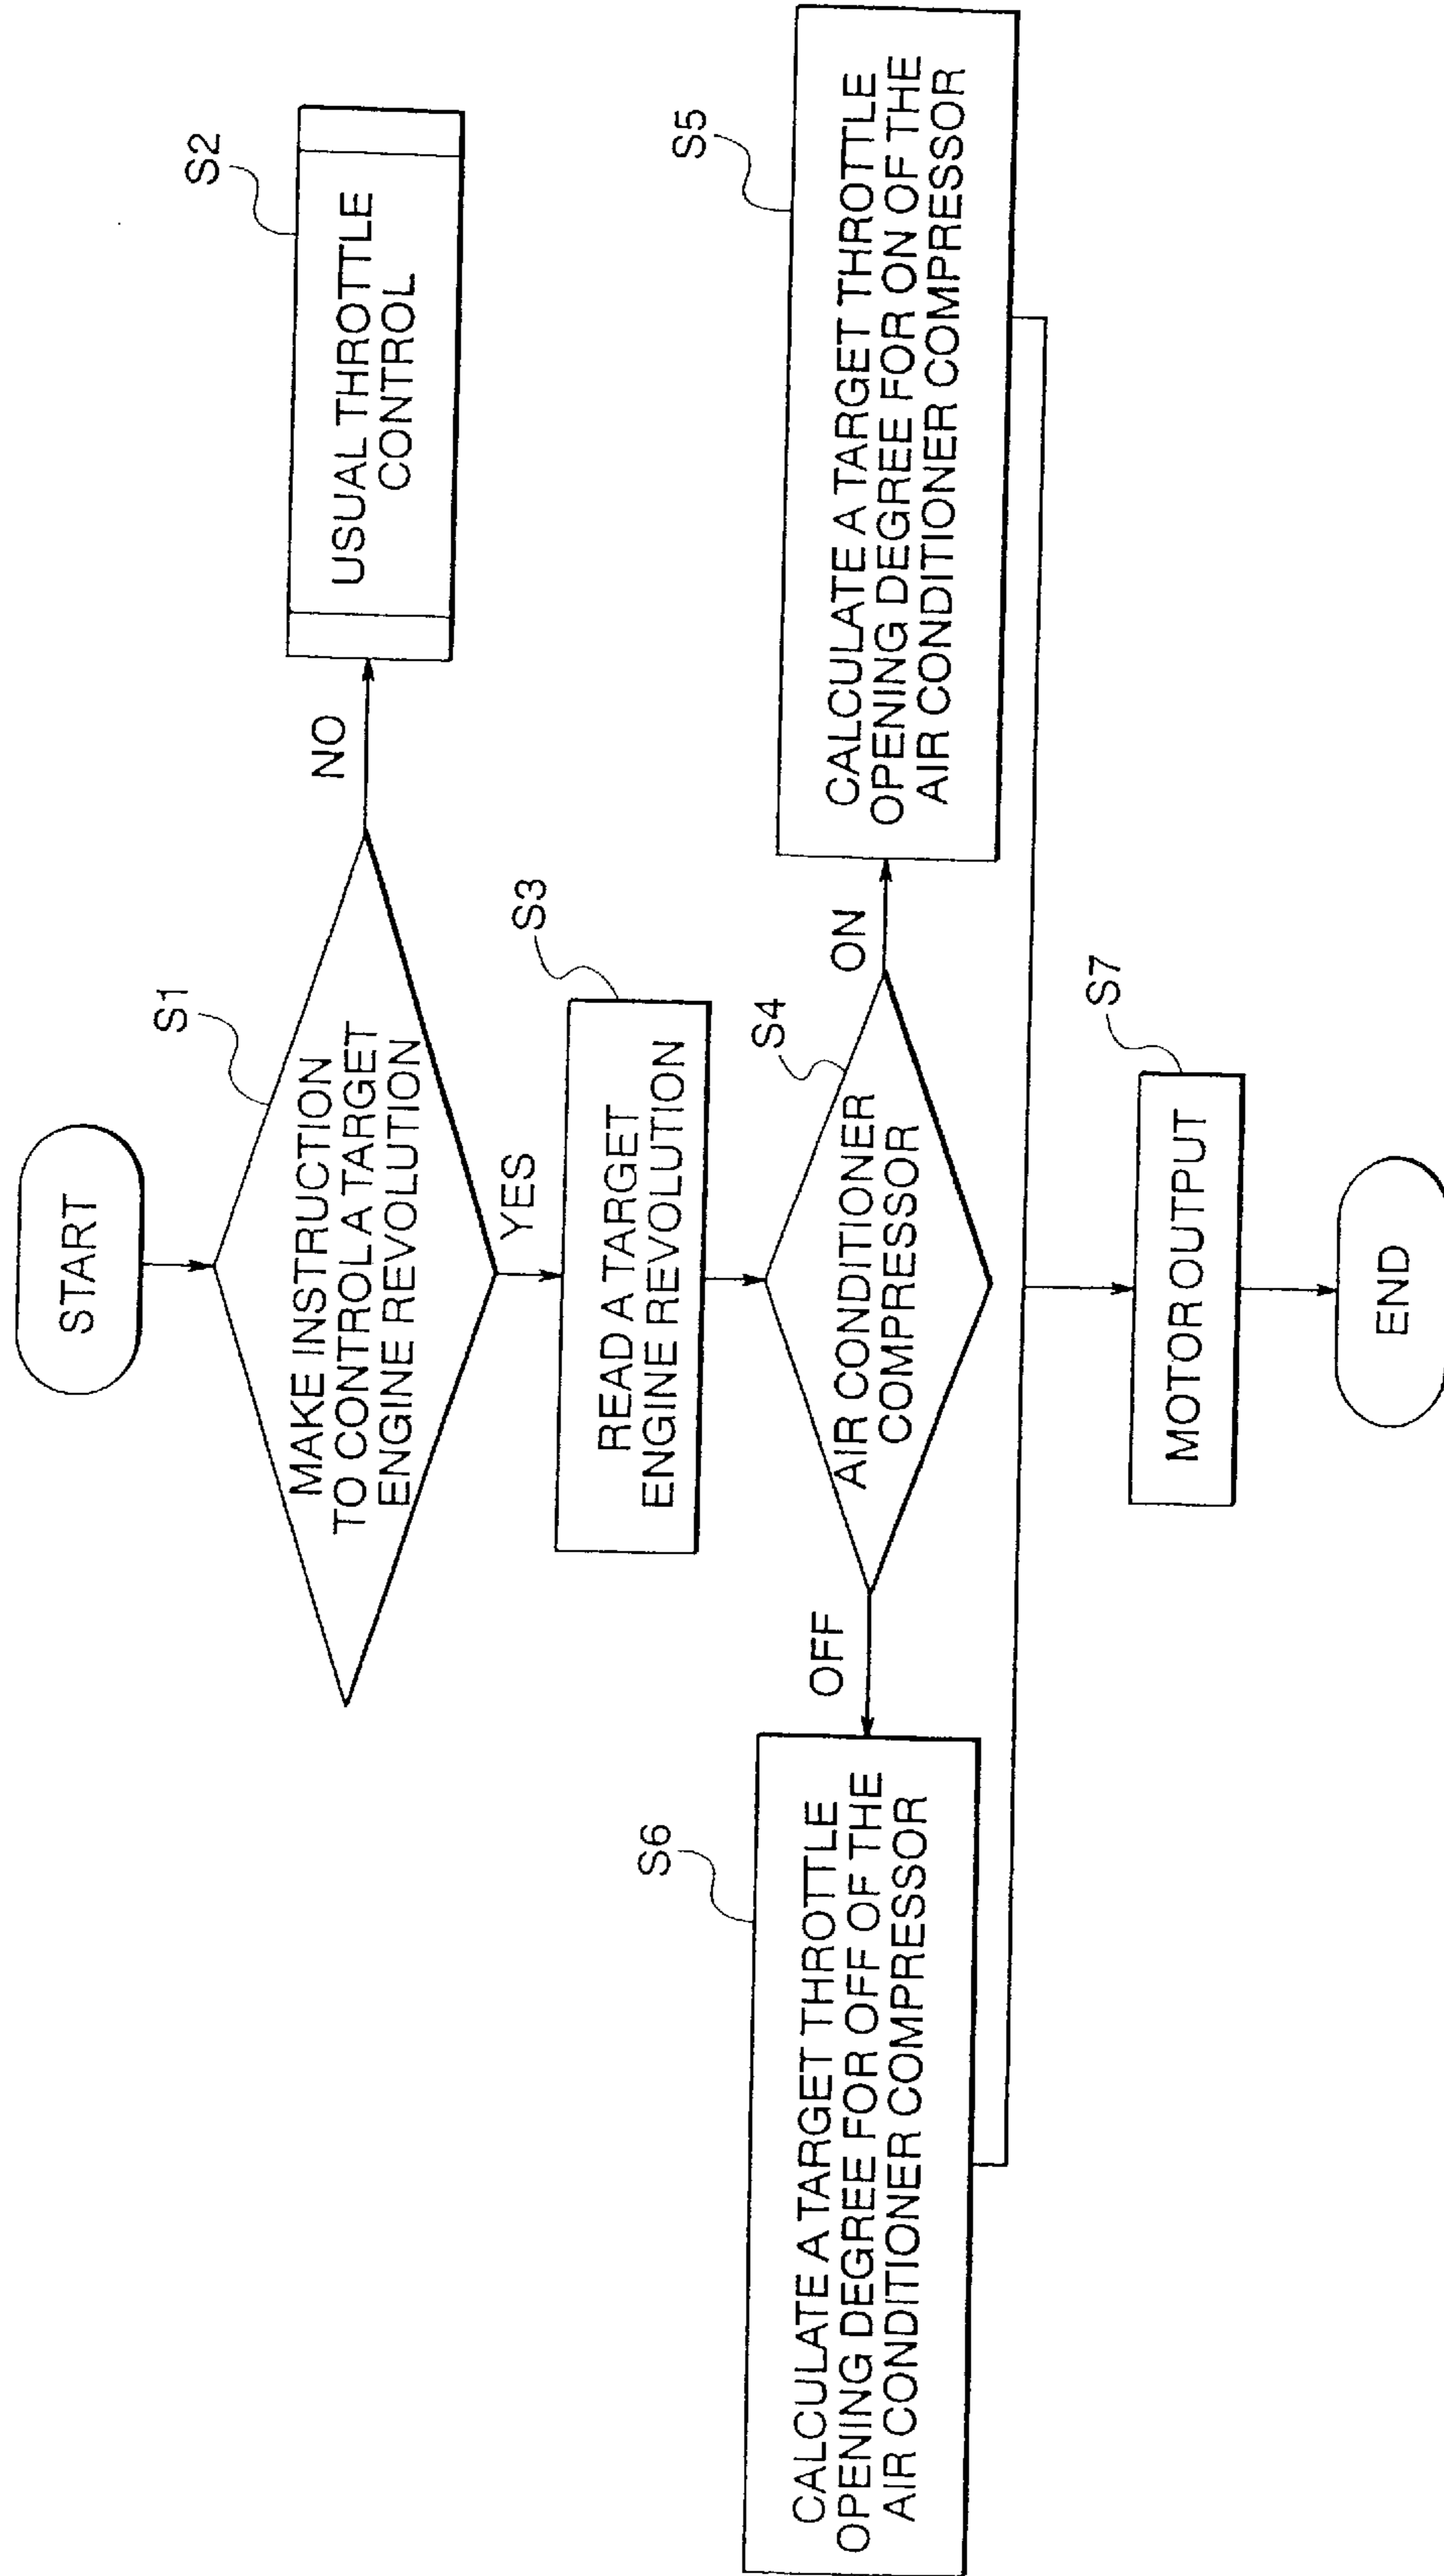 START
S1
MAKE INSTRUCTION
TO CONTROL A TARGET
ENGINE REVOLUTION
NO
S2
USUAL THROTTLE
CONTROL
YES
S3
READ A TARGET
ENGINE REVOLUTION
S4
AIR CONDITIONER
COMPRESSOR
OFF
ON
S6
CALCULATE A TARGET THROTTLE
OPENING DEGREE FOR OFF OF THE
AIR CONDITIONER COMPRESSOR
S5
CALCULATE A TARGET THROTTLE
OPENING DEGREE FOR ON OF THE
AIR CONDITIONER COMPRESSOR
S7
MOTOR OUTPUT
END